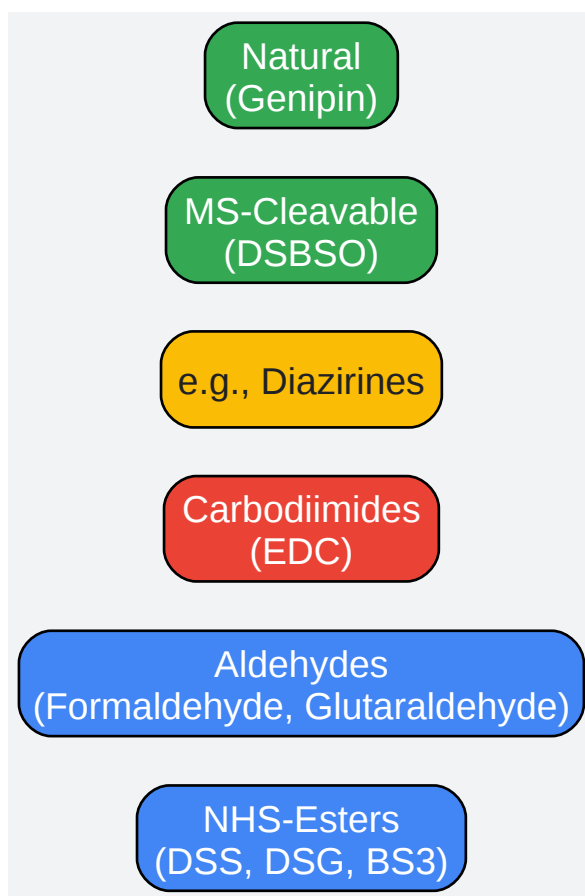 Natural
(Genipin)
MS-Cleavable
(DSBSO)
e.g., Diazirines
Carbodiimides
(EDC)
Aldehydes
(Formaldehyde, Glutaraldehyde)
NHS-Esters
(DSS, DSG, BS3)